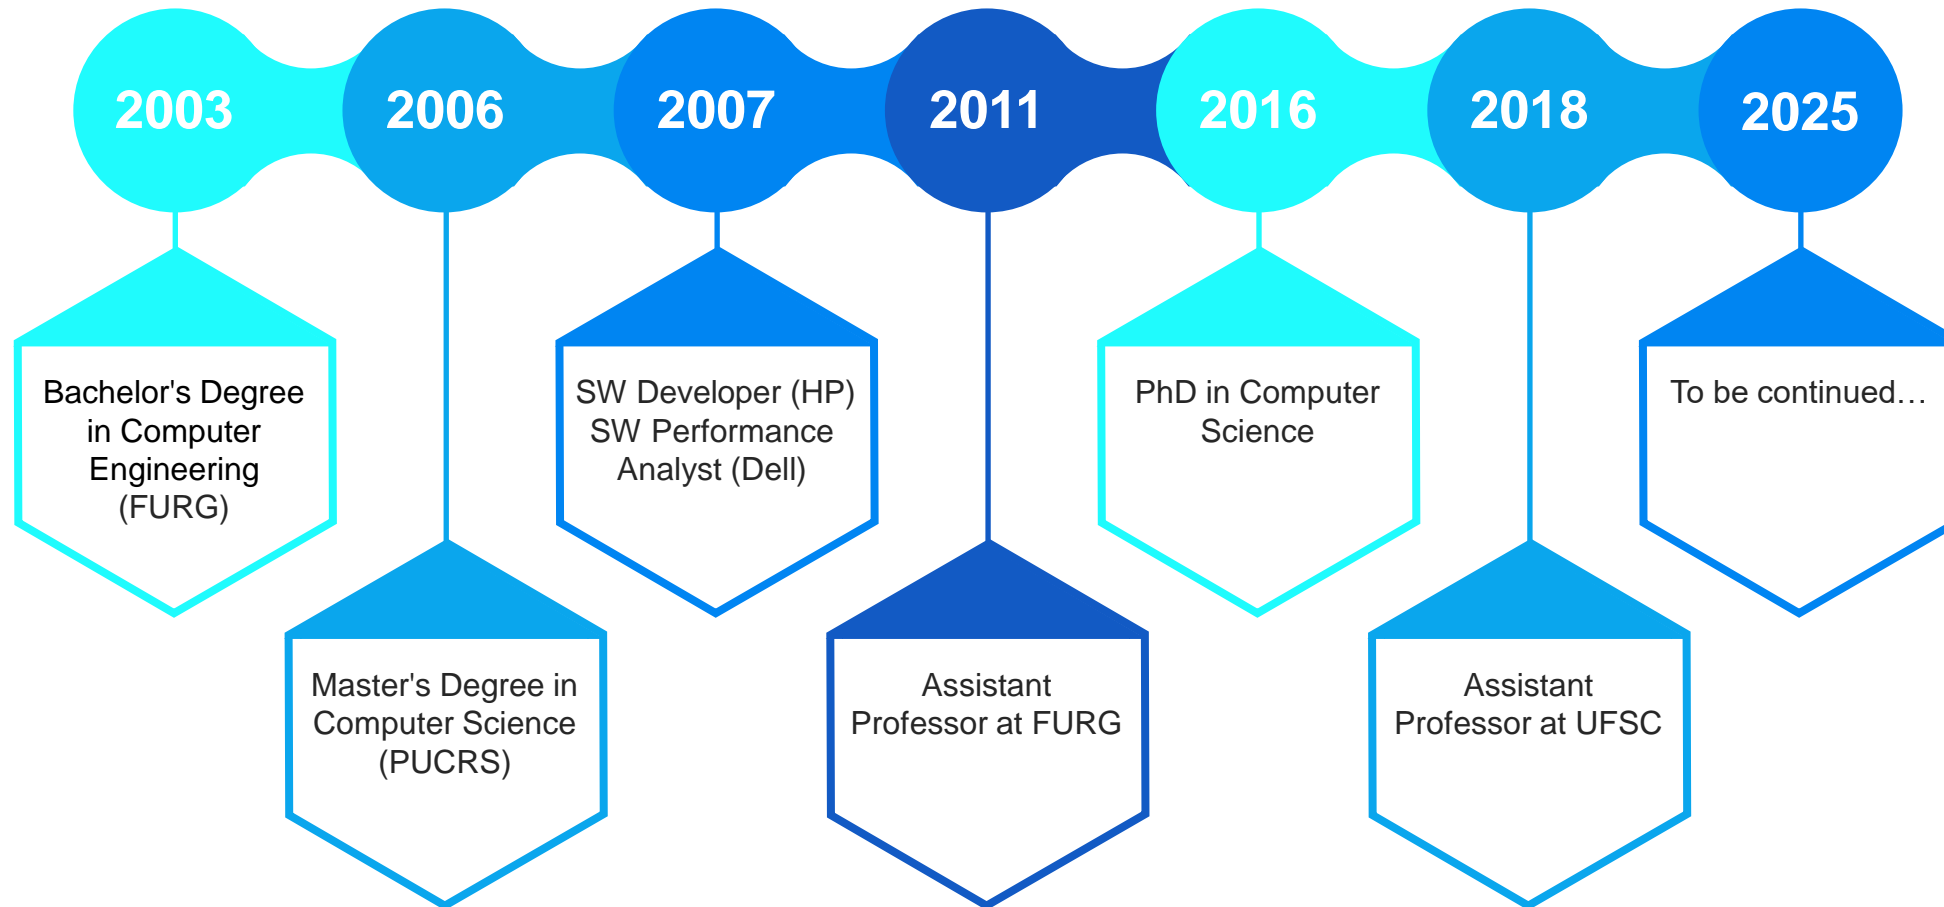 2003
2006
2007
2011
2016
2018
2025
Bachelor's Degree
in Computer
Engineering
(FURG)
SW Developer (HP)
SW Performance
Analyst (Dell)
PhD in Computer
Science
To be continued…
Master's Degree in
Computer Science
(PUCRS)
Assistant
Professor at FURG
Assistant
Professor at UFSC